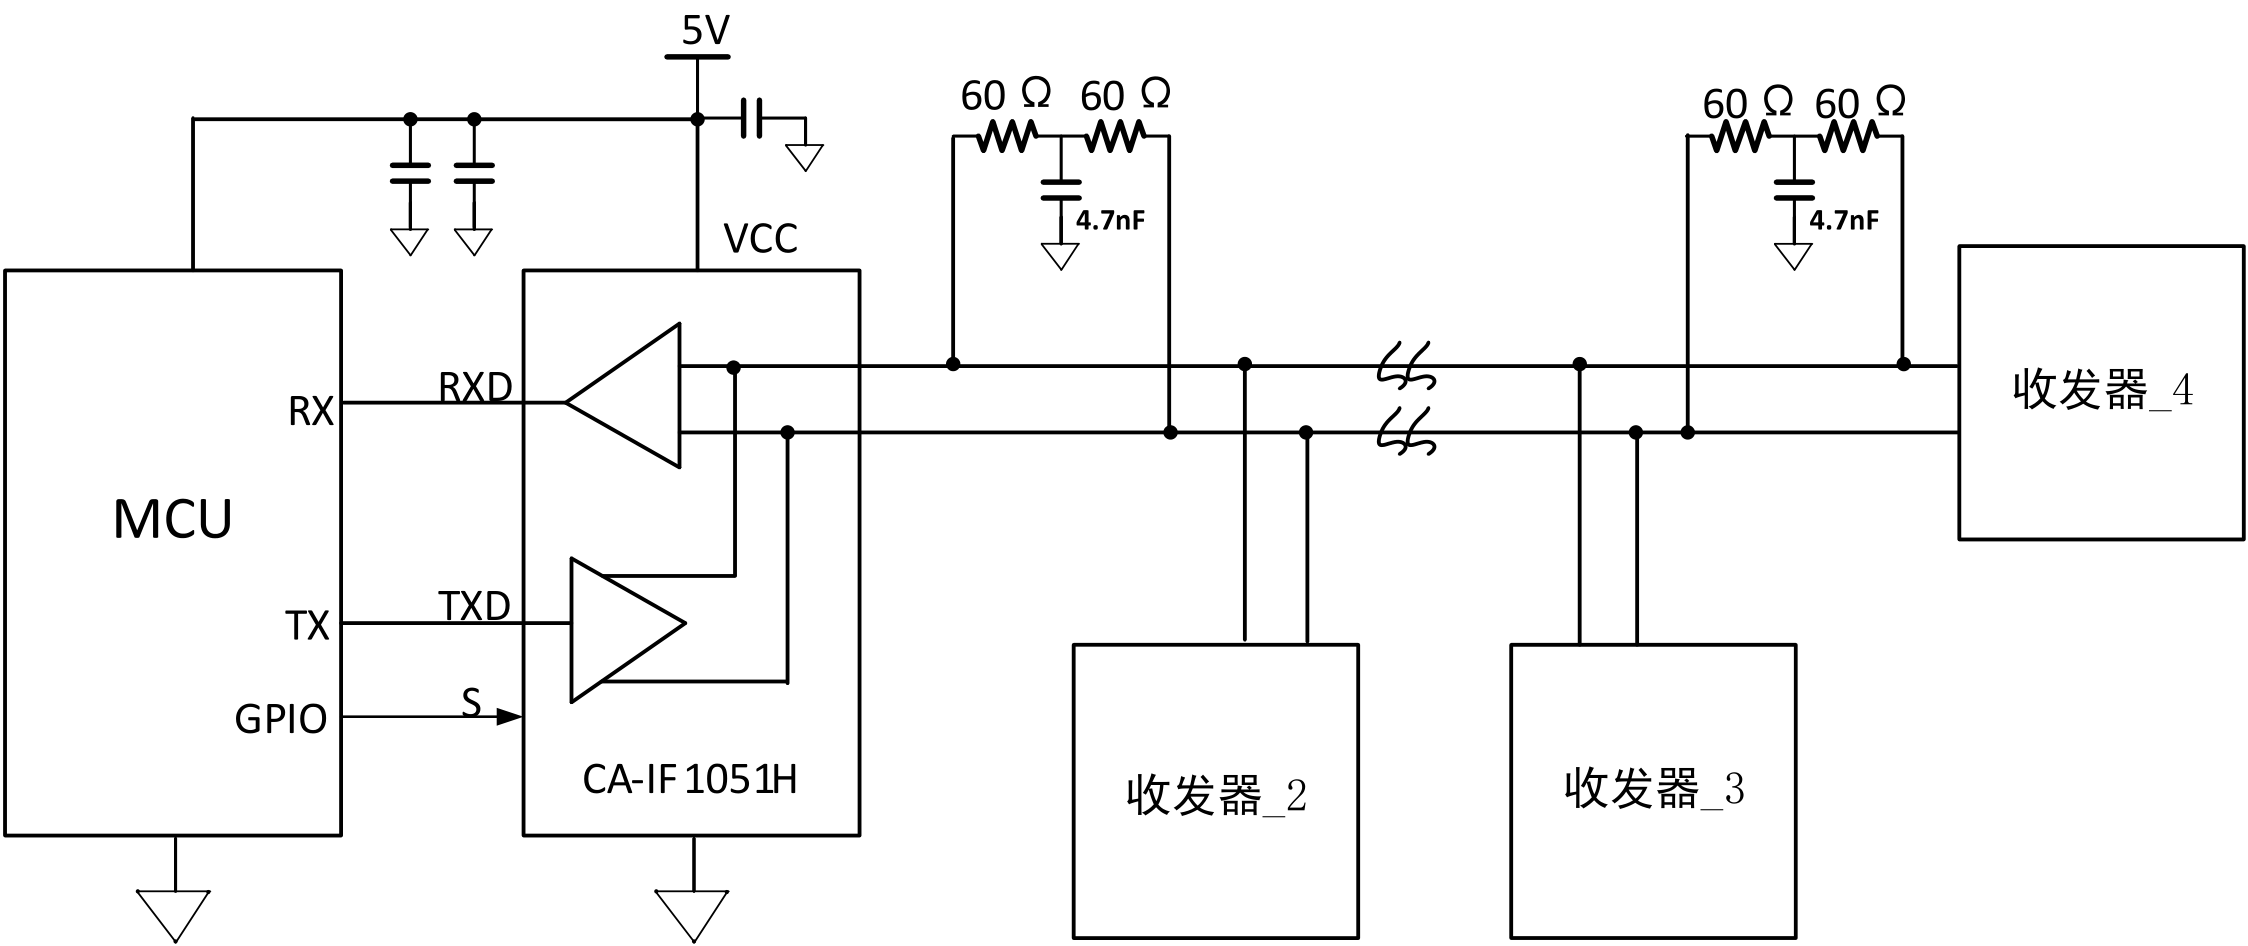 5V
60 Ω 60 Ω
60 Ω 60 Ω
4.7nF
4.7nF
VCC
RX
RXD
MCU
TX
TXD
GPIO
S
CA-IF1051H
收发器_4
收发器_2
收发器_3